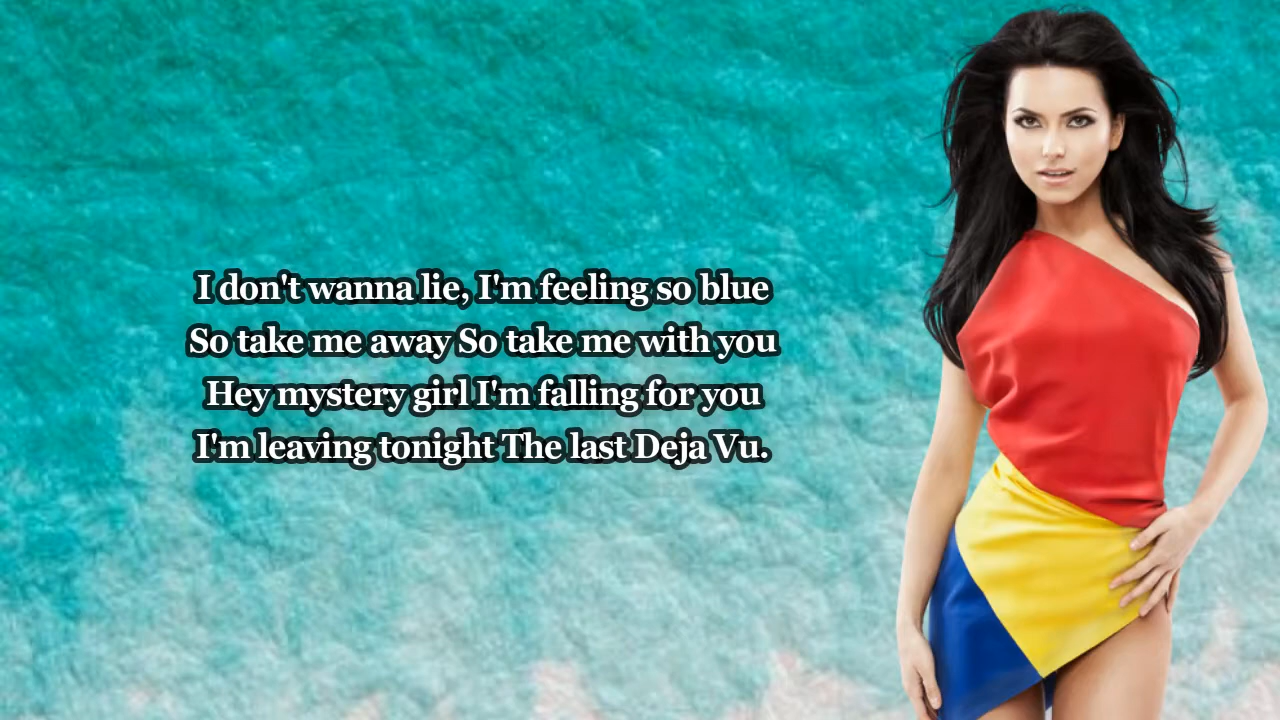 I don't wanna lie, I'm feeling so blue
So take me away So take me with you
Hey mystery girl I'm falling for you
I'm leaving tonight The last Deja Vu.